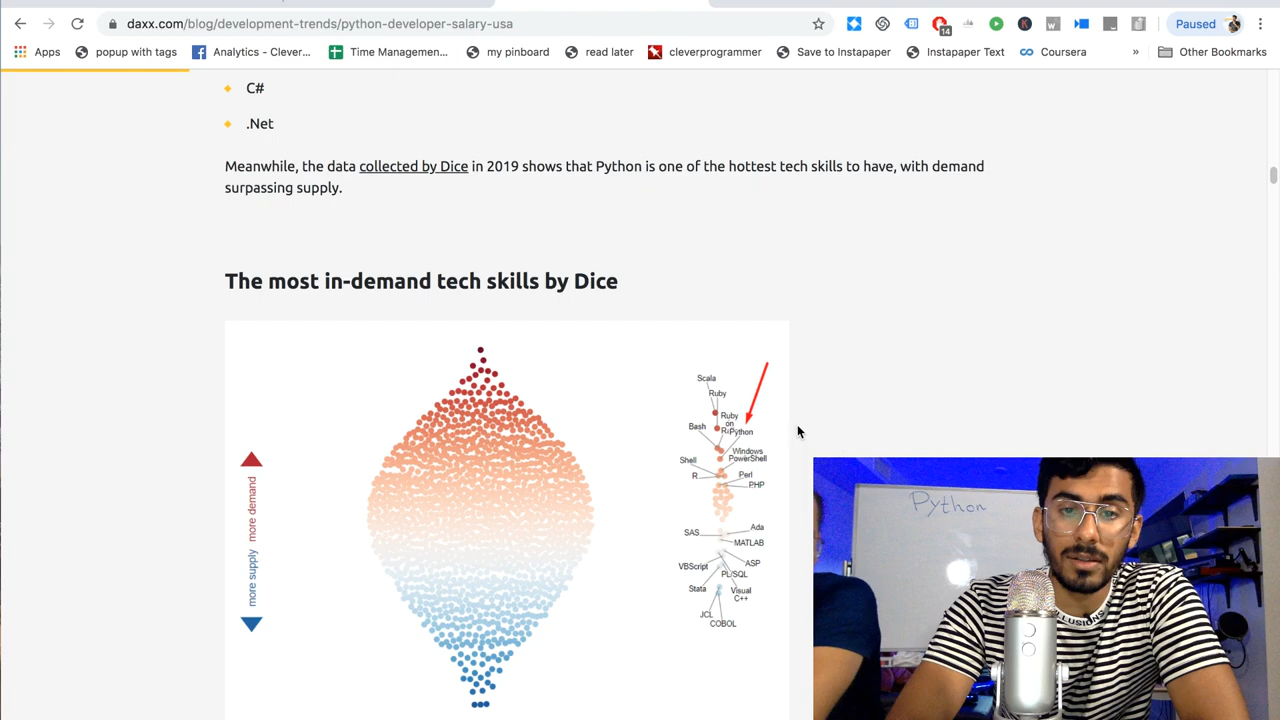 daxx.com/blog/development-trends/python-developer-salary-usa
14
Paused
Apps
popup with tags
Analytics - Clever...
Time Managemen...
my pinboard
read later
cleverprogrammer
Save to Instapaper
Instapaper Text
Coursera
»
Other Bookmarks
C#
.Net
Meanwhile, the data collected by Dice in 2019 shows that Python is one of the hottest tech skills to have, with demand
surpassing supply.
The most in-demand tech skills by Dice
more demand
more supply
Scala
Ruby
Ruby
on
Bash
Python
Windows
PowerShell
Shell
R
Perl
PHP
SAS
Ada
MATLAB
VBScript
ASP
PL/SQL
Stata
Visual
C++
JCL
COBOL
Python